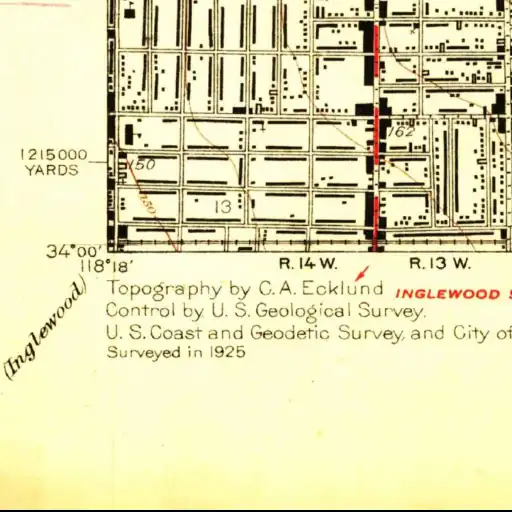 162
1215000
YARDS
150
150
13
34°00'
118°18'
R.14 W.
R.13 W.
Topography by C. A. Ecklund
INGLEWOOD
Control by U. S. Geological Survey,
U. S. Coast and Geodetic Survey, and City of
Surveyed in 1925
(Inglewood)